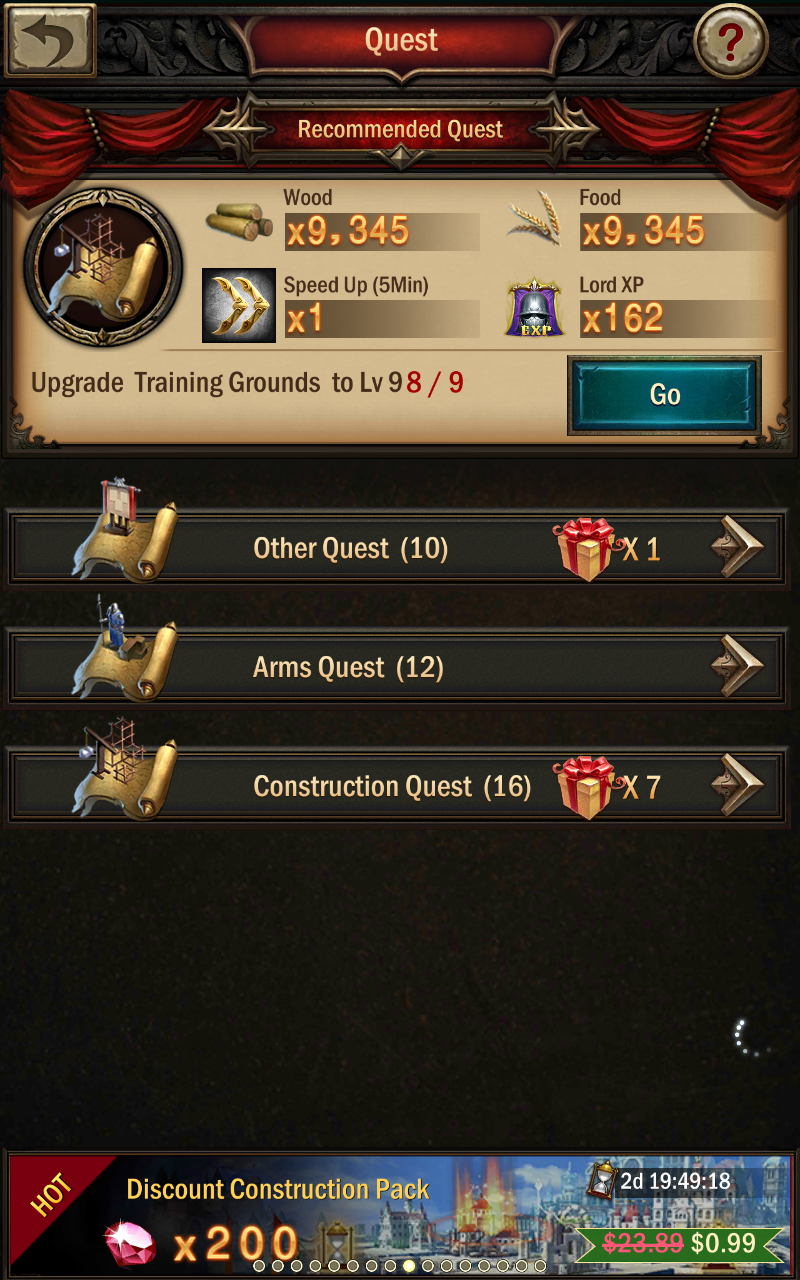 Quest
?
Recommended Quest
Wood
x9,345
Food
x9,345
Speed Up (5Min)
x1
Lord XP
EXP
x162
Upgrade Training Grounds to Lv 9 8 / 9
Go
Other Quest (10) X 1
Arms Quest (12)
Construction Quest (16) X 7
HOT
Discount Construction Pack
2d 19:49:18
x200
$23.89 $0.99